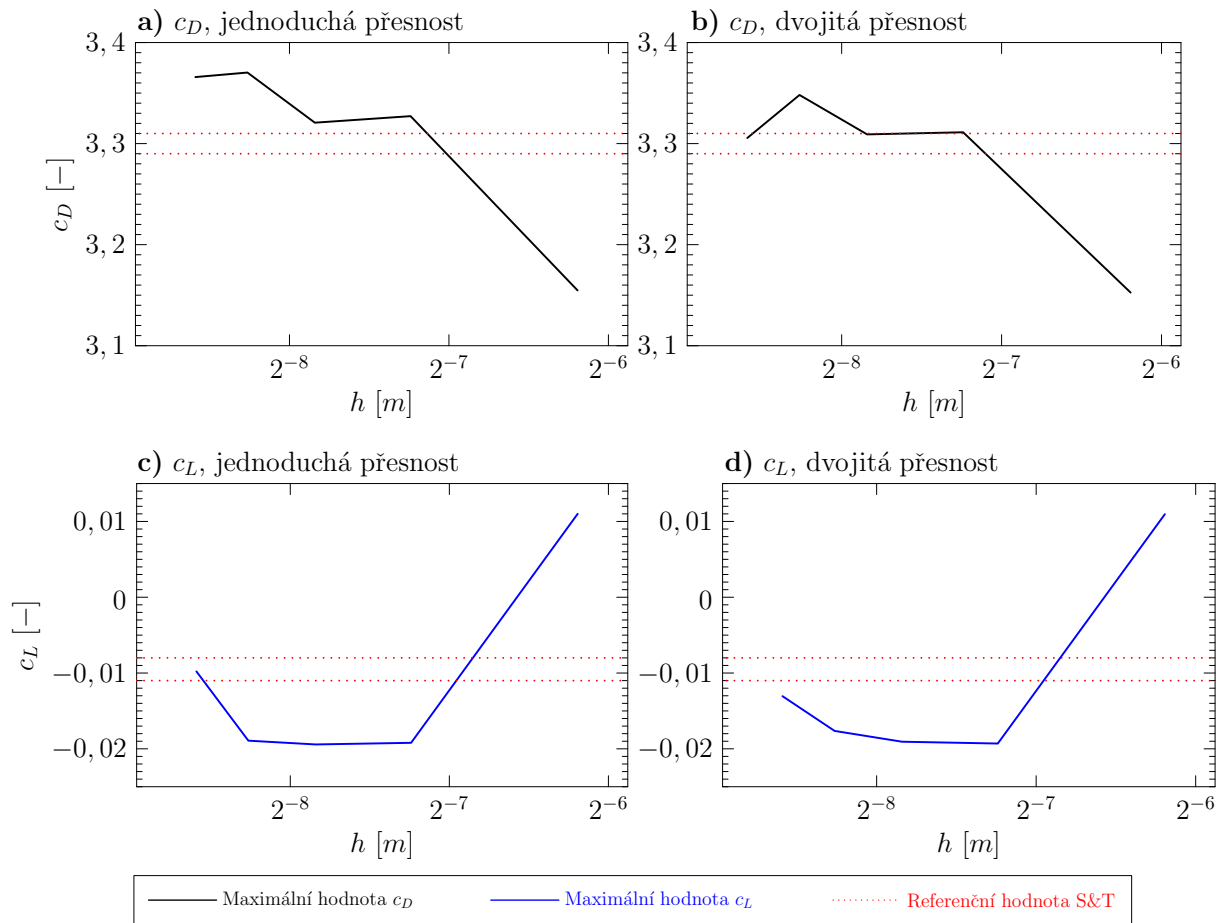 a) c_D, jednoduchá přesnost
b) c_D, dvojitá přesnost
3,4
3,3
3,2
3,1
c_D [−]
2^−8
2^−7
2^−6
h [m]
3,4
3,3
3,2
3,1
2^−8
2^−7
2^−6
h [m]
c) c_L, jednoduchá přesnost
d) c_L, dvojitá přesnost
0,01
0
−0,01
−0,02
c_L [−]
2^−8
2^−7
2^−6
h [m]
0,01
0
−0,01
−0,02
2^−8
2^−7
2^−6
h [m]
Maximální hodnota c_D
Maximální hodnota c_L
Referenční hodnota S&T